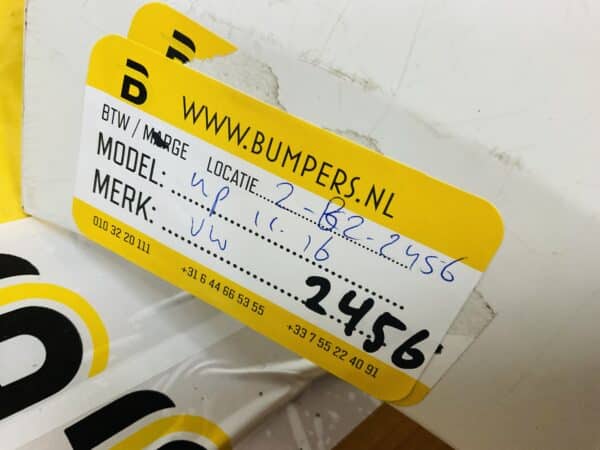 WWW.BUMPERS.NL
BTW / MARGE LOCATIE 2-B2-2456
MODEL: up 11-16
MERK: VW
2456
010 32 20 111 +31 6 44 66 53 55 +33 7 55 22 40 91